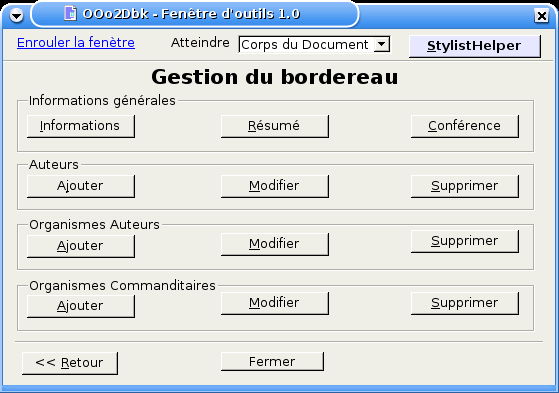 OOo2Dbk - Fenêtre d'outils 1.0
Enrouler la fenêtre Atteindre Corps du Document StylistHelper
Gestion du bordereau
Informations générales
Informations Résumé Conférence
Auteurs
Ajouter Modifier Supprimer
Organismes Auteurs
Ajouter Modifier Supprimer
Organismes Commanditaires
Ajouter Modifier Supprimer
<< Retour Fermer